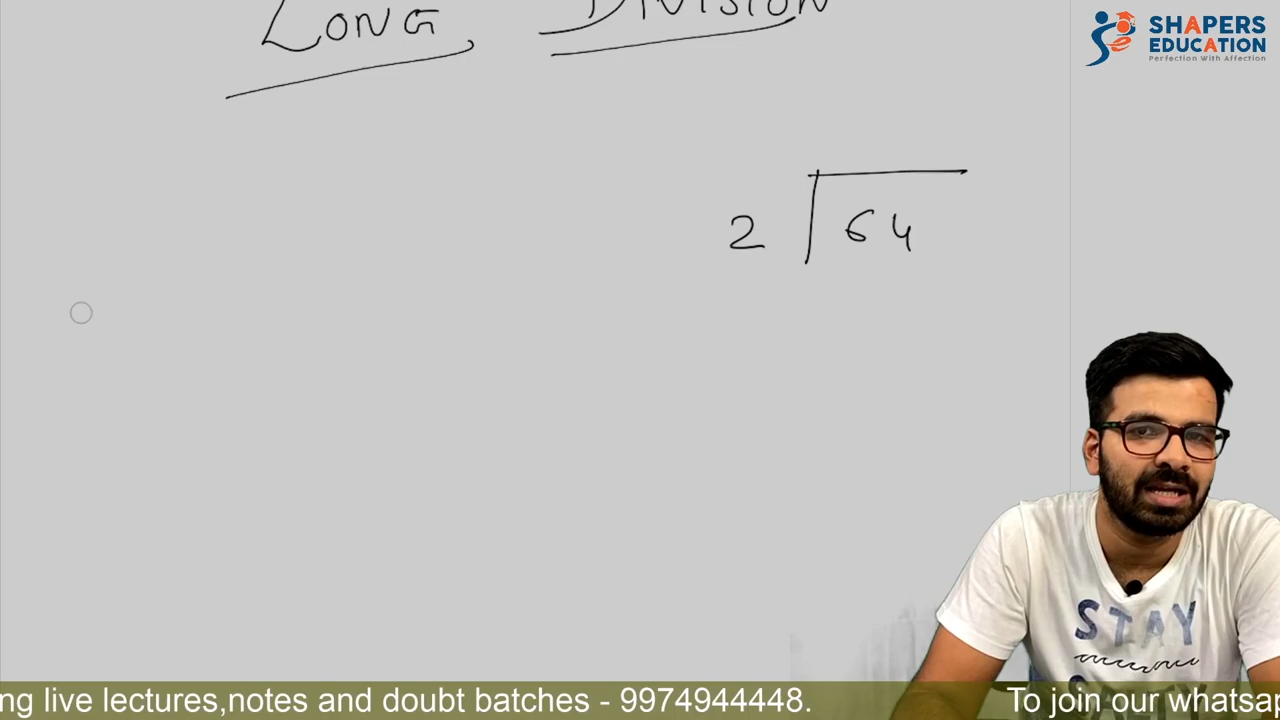 LONG DIVISION
SHAPERS
EDUCATION
Perfection With Affection
2 64
STAY
ng live lectures,notes and doubt batches - 9974944448.
To join our whatsap